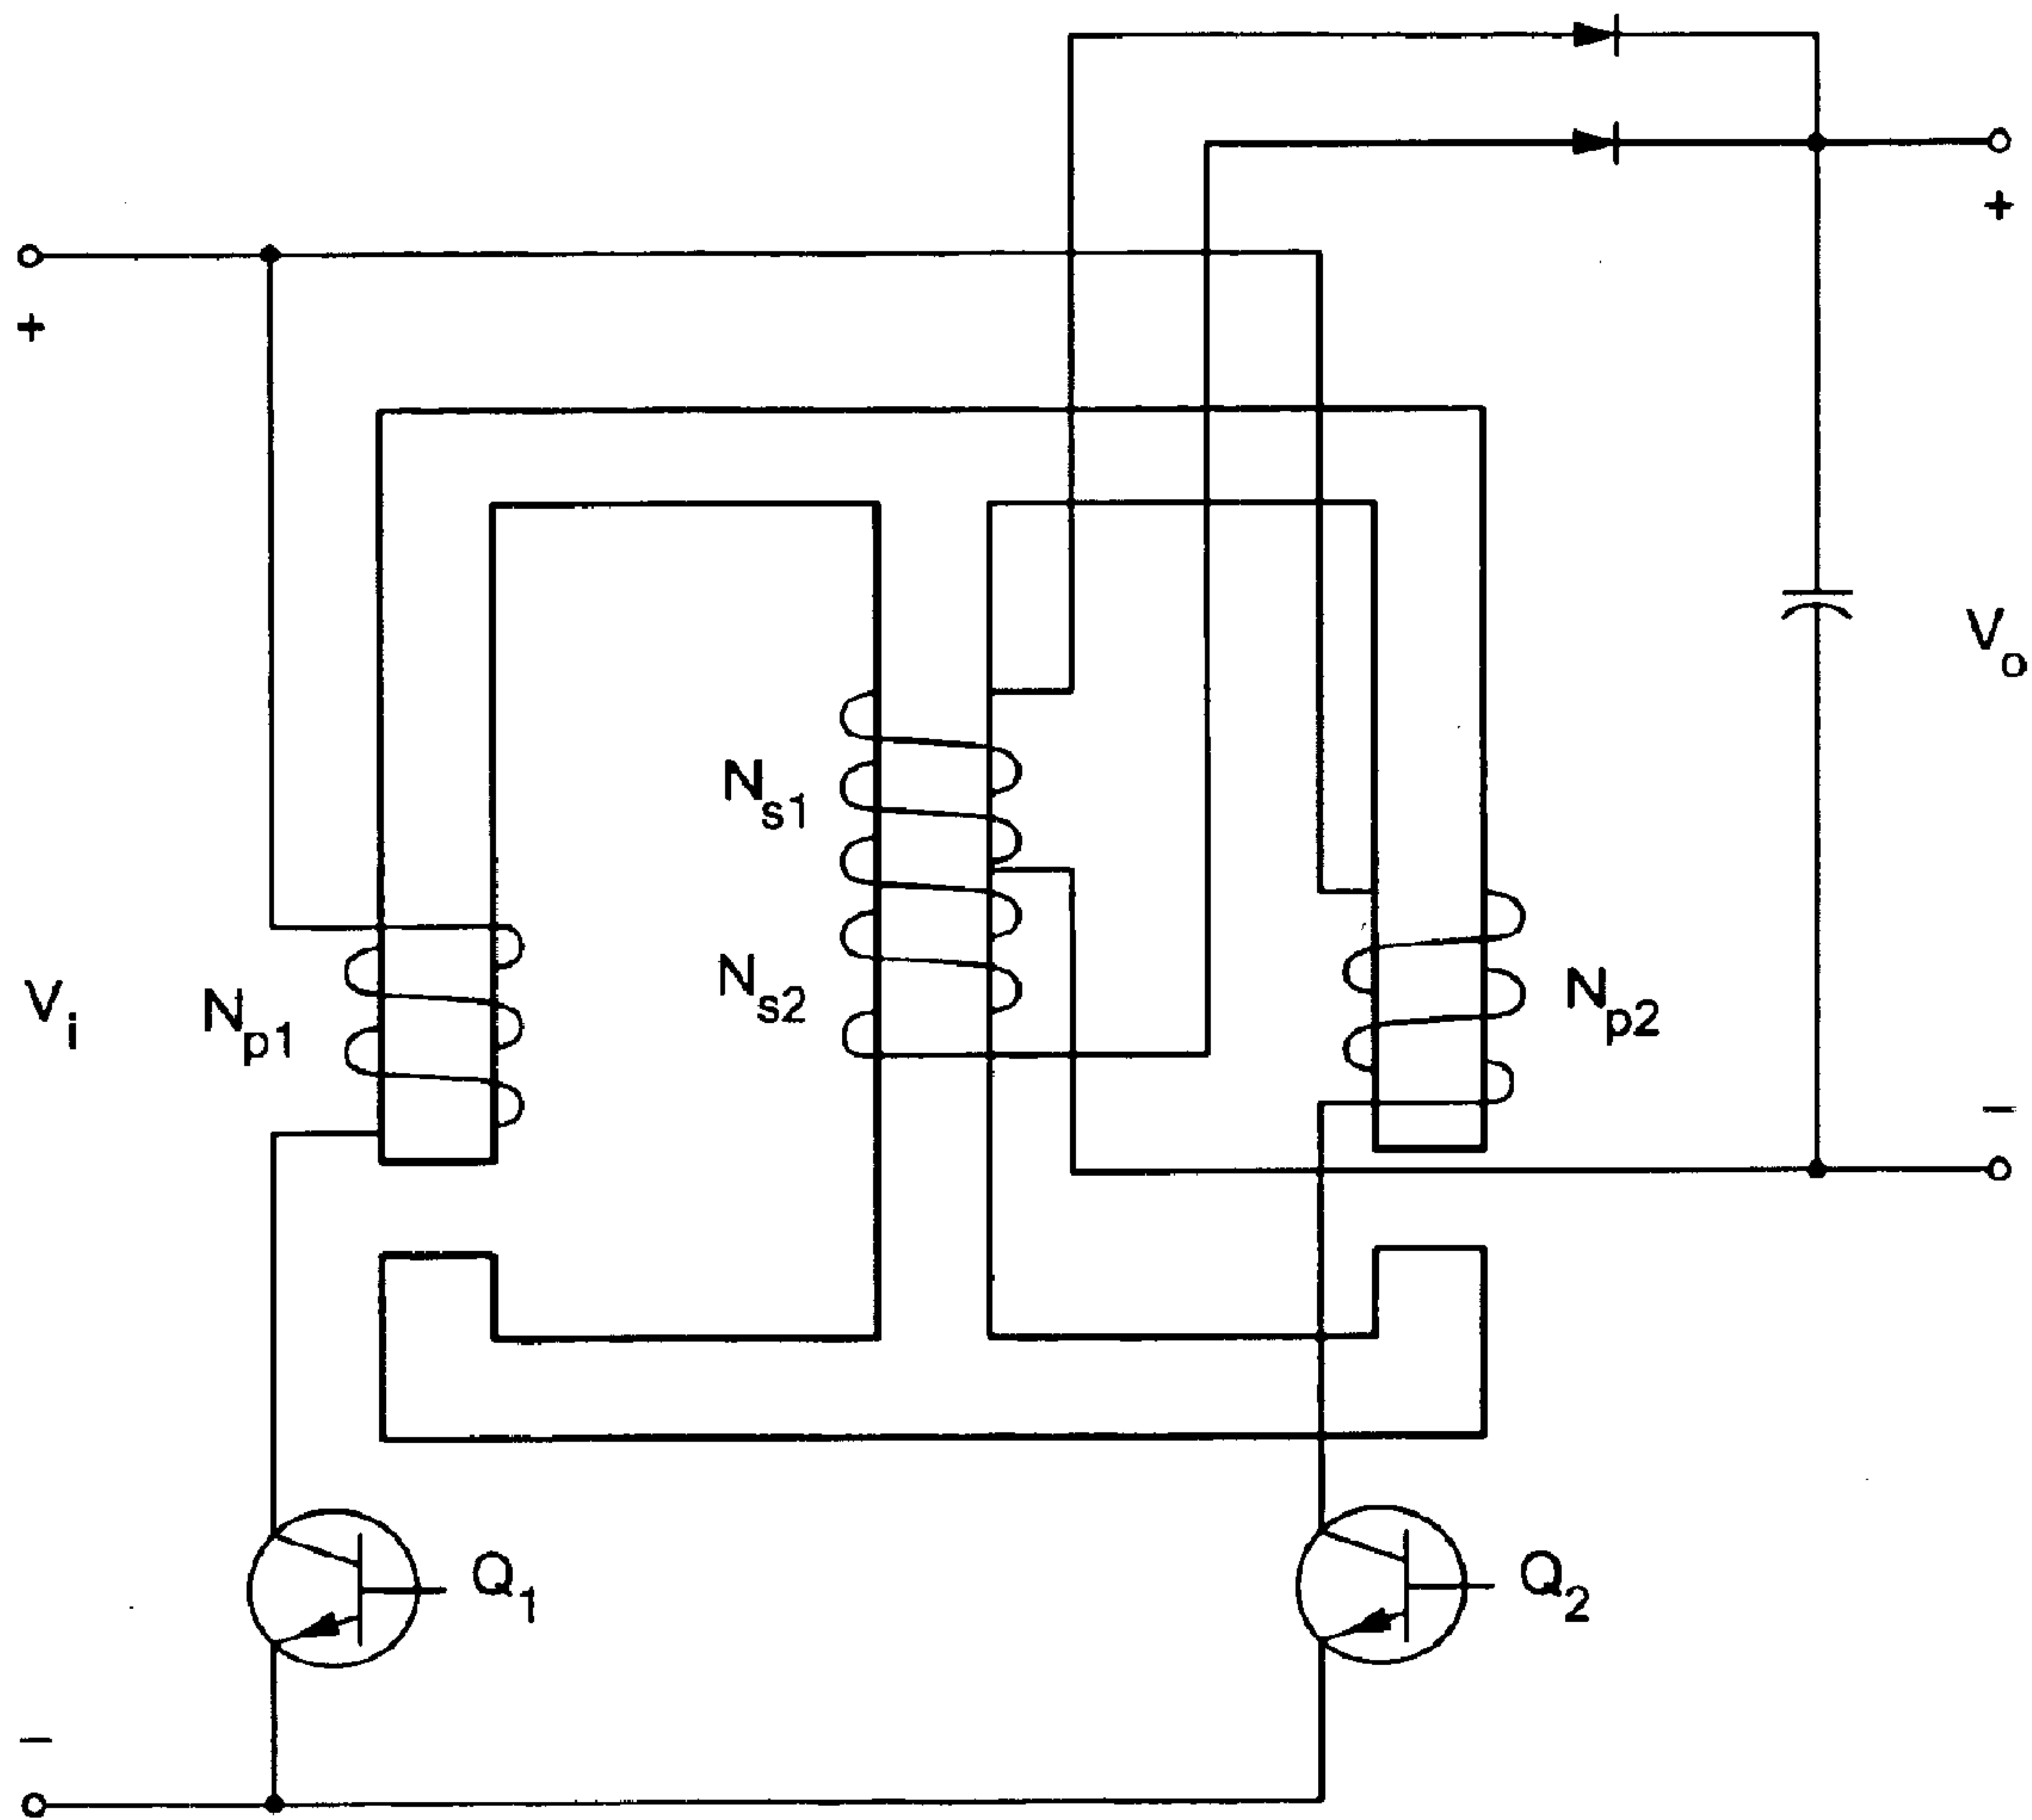 +
+
V_o
N_s1
V_i
N_p1
N_s2
N_p2
–
Q_1
Q_2
–